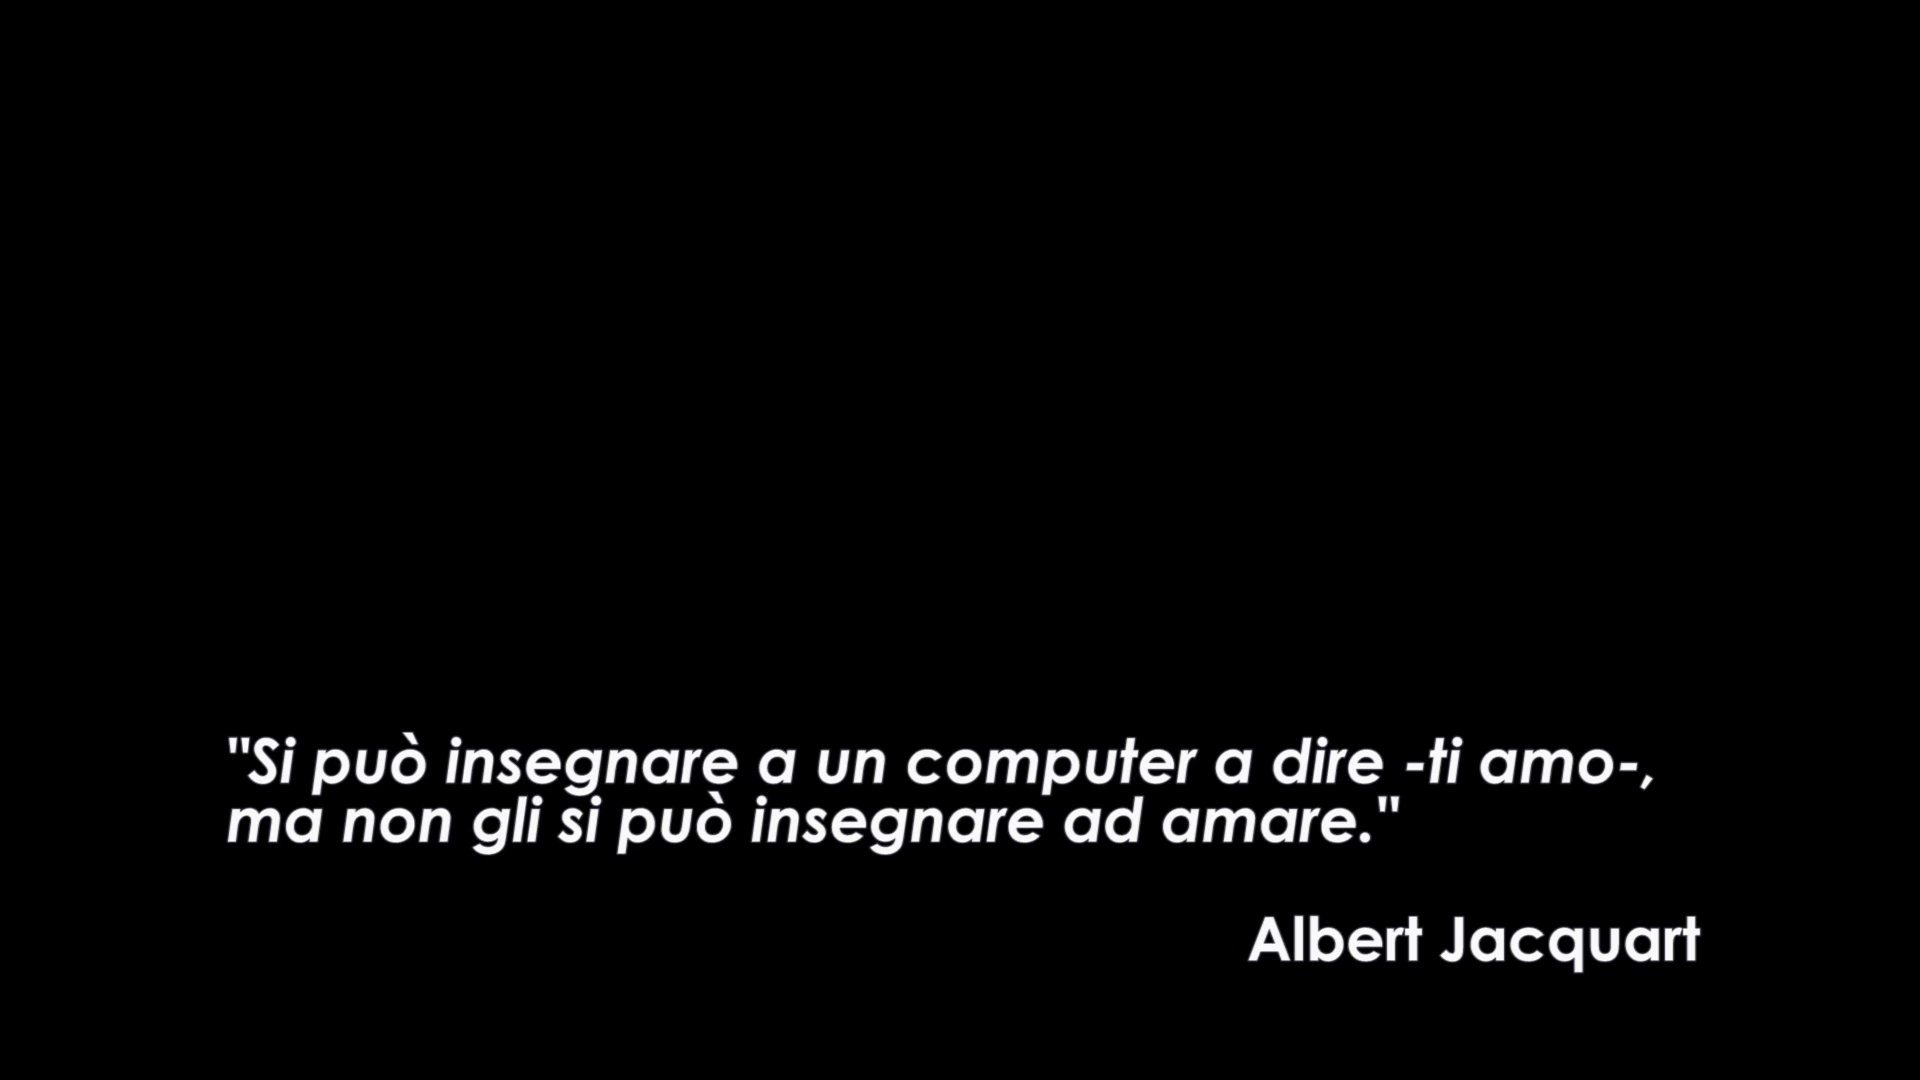 "Si può insegnare a un computer a dire -ti amo-,
ma non gli si può insegnare ad amare."
Albert Jacquart